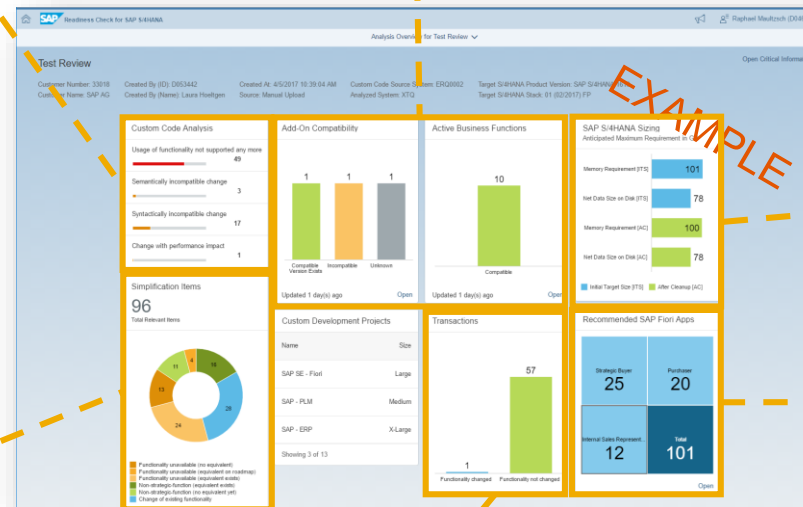 SAP Readiness Check for SAP S/4HANA
Analysis Overview for Test Review
Test Review
Open Critical Informa
Customer Number: 33018
Created By (ID): D053442
Created At: 4/5/2017 10:39:04 AM
Custom Code Source System: ERQ0002
Target S/4HANA Product Version: SAP S/4HANA
Customer Name: SAP AG
Created By (Name): Laura Hoeltgen
Source: Manual Upload
Analyzed System: XTQ
Target S/4HANA Stack: 01 (02/2017) FP
EXAMPLE
Custom Code Analysis
Usage of functionality not supported any more
49
Semantically incompatible change
3
Syntactically incompatible change
17
Change with performance impact
1
Add-On Compatibility
1
1
1
Compatible Version Exists
Incompatible
Unknown
Updated 1 day(s) ago
Open
Active Business Functions
10
Compatible
Updated 1 day(s) ago
Open
SAP S/4HANA Sizing
Anticipated Maximum Requirement in G
Memory Requirement [ITS]
101
Net Data Size on Disk [ITS]
78
Memory Requirement [AC]
100
Net Data Size on Disk [AC]
78
Initial Target Size [ITS]
After Cleanup [AC]
Simplification Items
96
Total Relevant Items
4
13
24
Functionality unavailable (no equivalent)
Functionality unavailable (equivalent on roadmap)
Functionality unavailable (equivalent exists)
Non-strategic-function (equivalent exists)
Non-strategic-function (no equivalent yet)
Change of existing functionality
Custom Development Projects
Name
Size
SAP SE - Fiori
Large
SAP - PLM
Medium
SAP - ERP
X-Large
Showing 3 of 13
Transactions
1
57
Functionality changed
Functionality not changed
Recommended SAP Fiori Apps
Strategic Buyer
25
Purchaser
20
Internal Sales Represent...
12
Total
101
Open